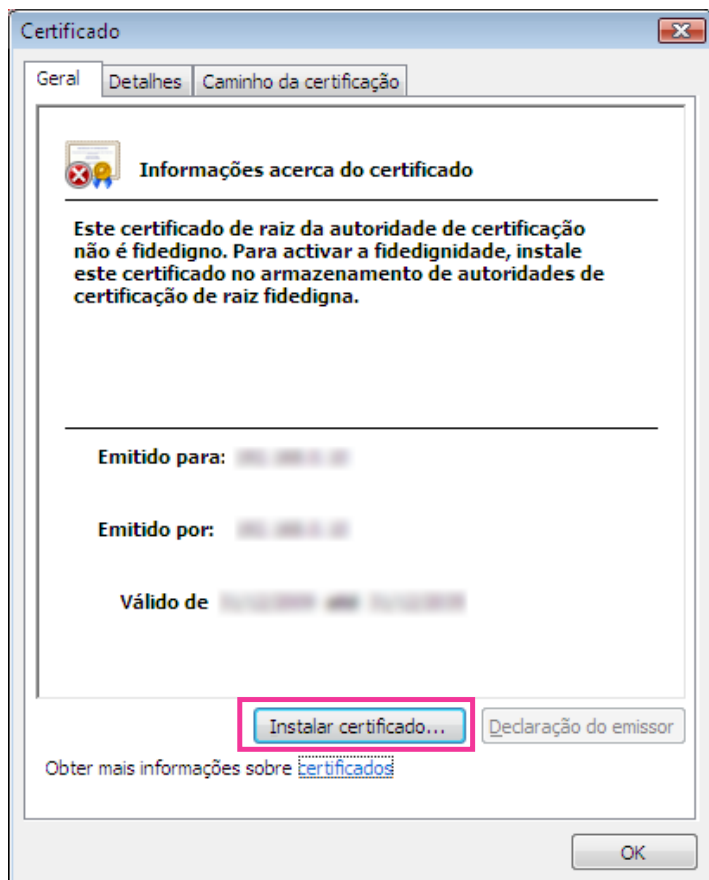 Certificado
Geral
Detalhes
Caminho da certificação
Informações acerca do certificado
Este certificado de raiz da autoridade de certificação
não é fidedigno. Para activar a fidedignidade, instale
este certificado no armazenamento de autoridades de
certificação de raiz fidedigna.
Emitido para:
Emitido por:
Válido de
Instalar certificado...
Declaração do emissor
Obter mais informações sobre certificados
OK